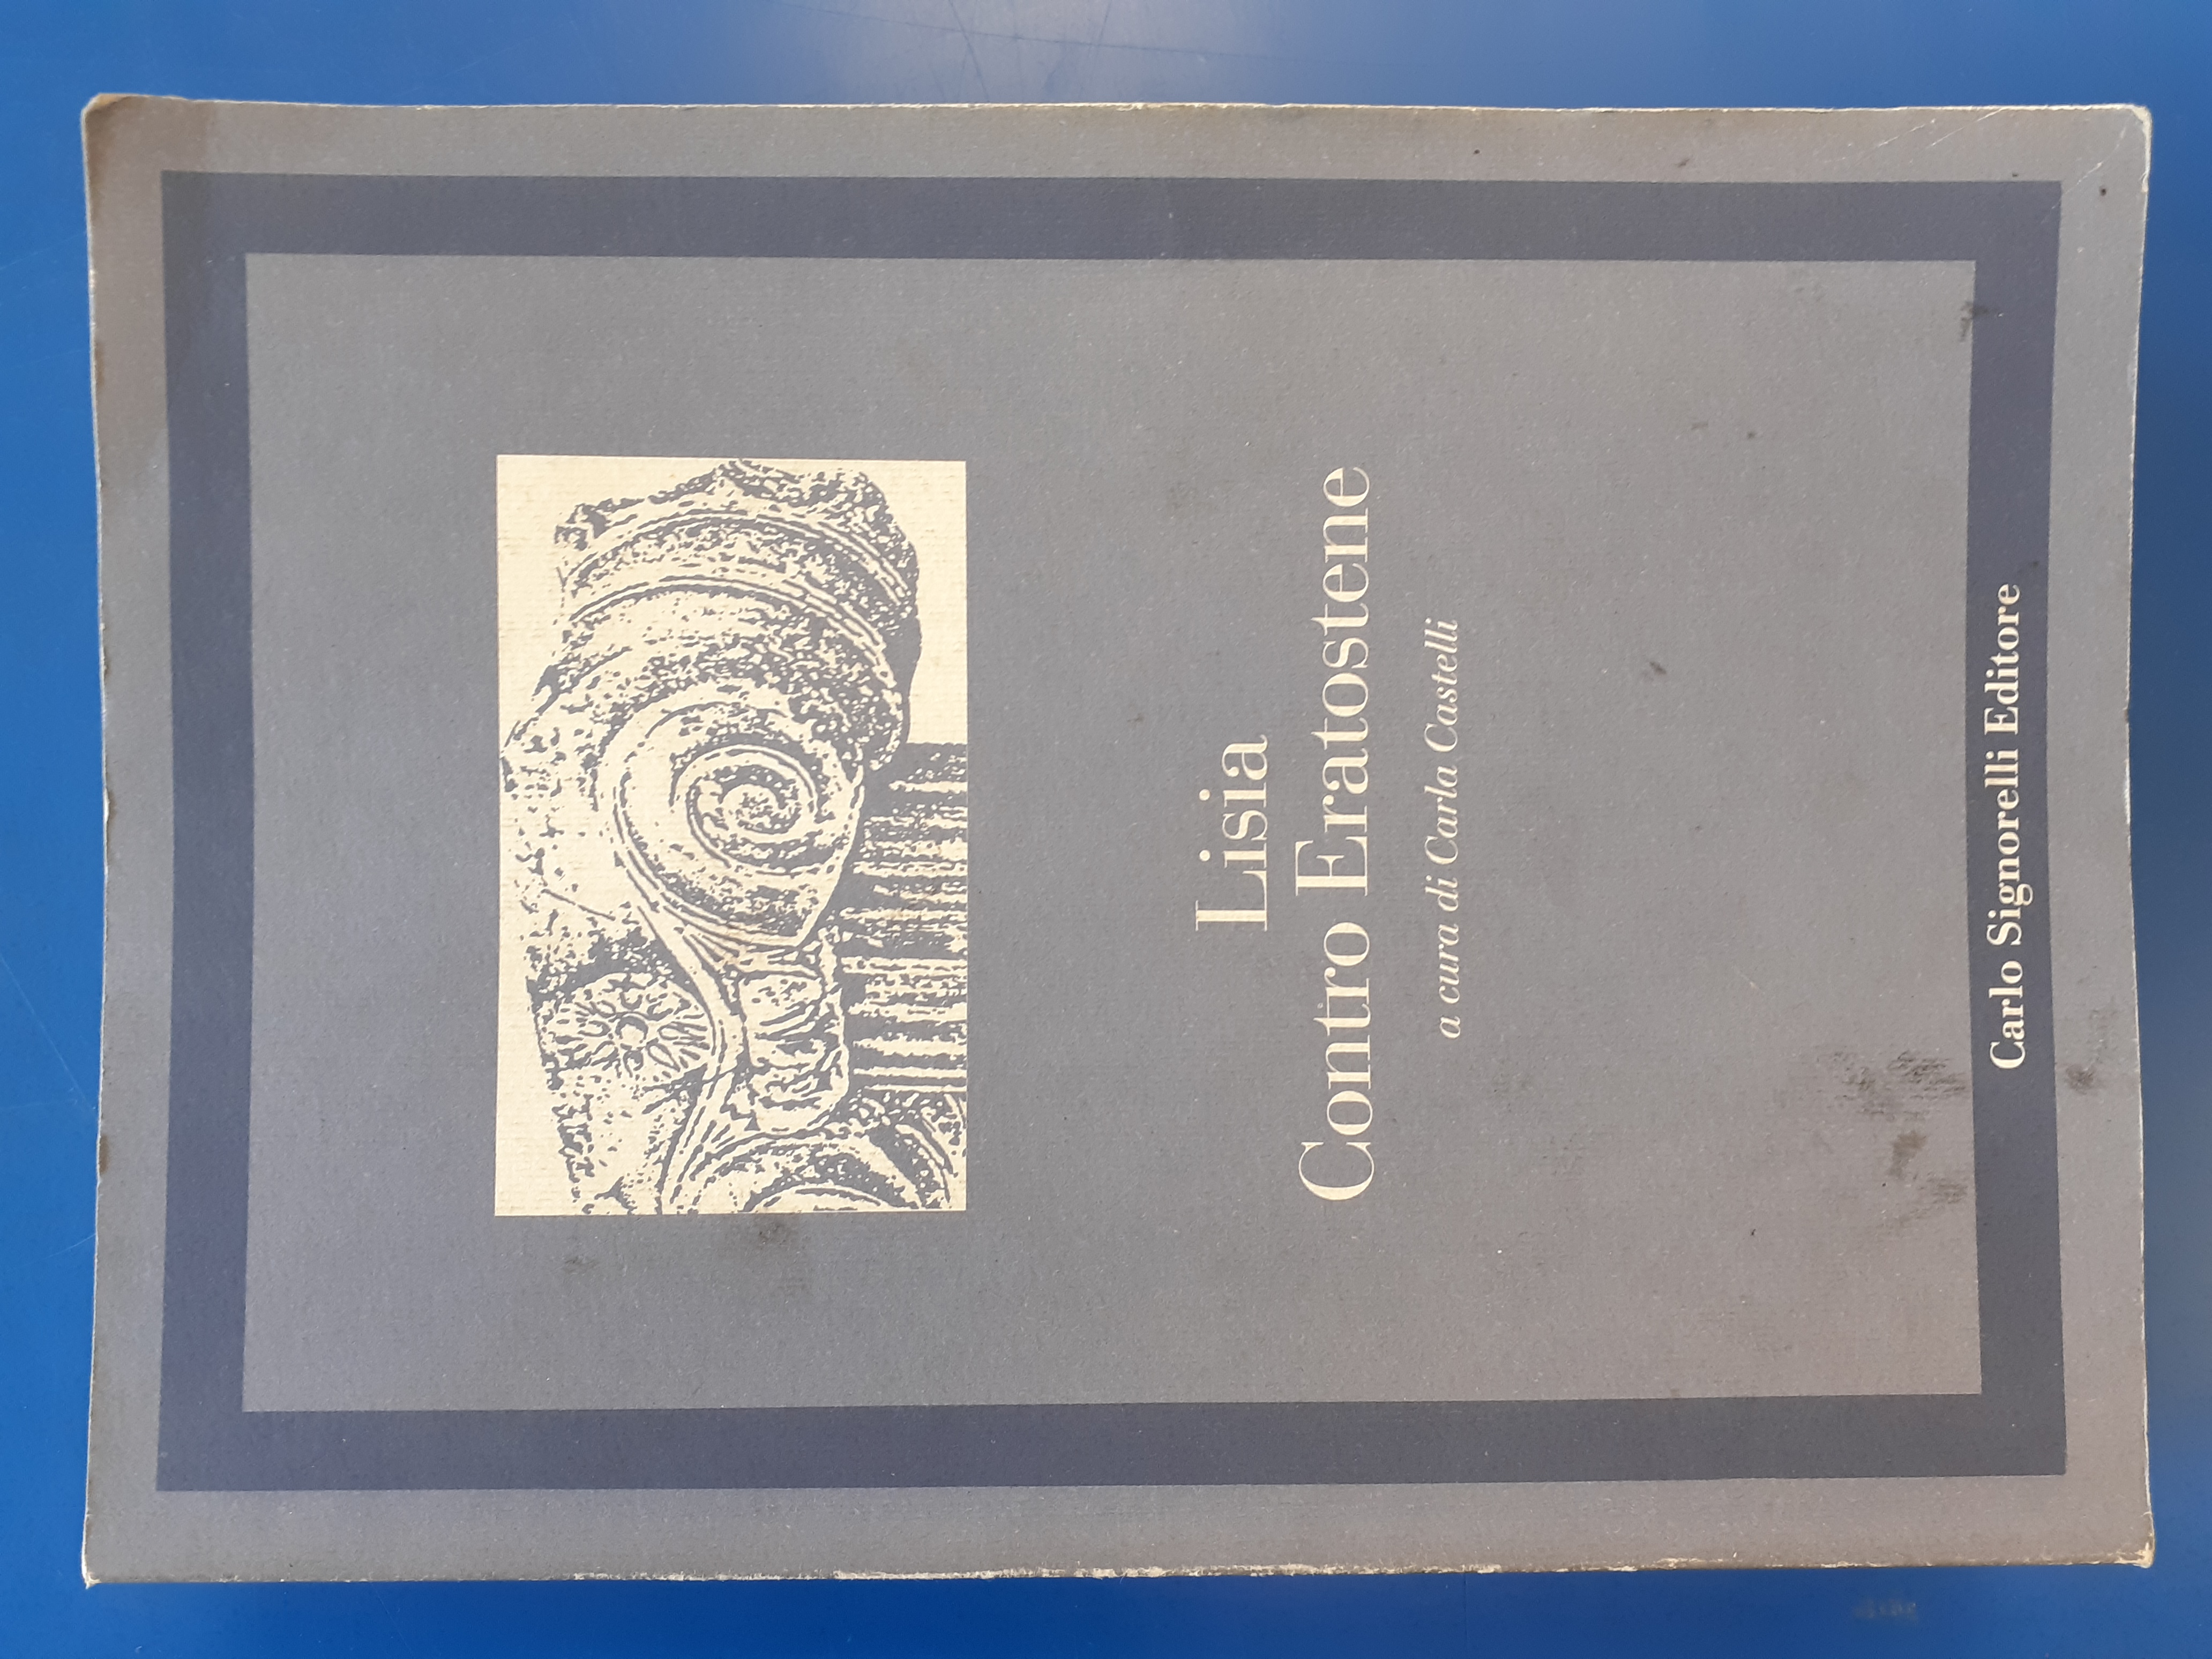 Lisia
Contro Eratostene
a cura di Carla Castelli
Carlo Signorelli Editore